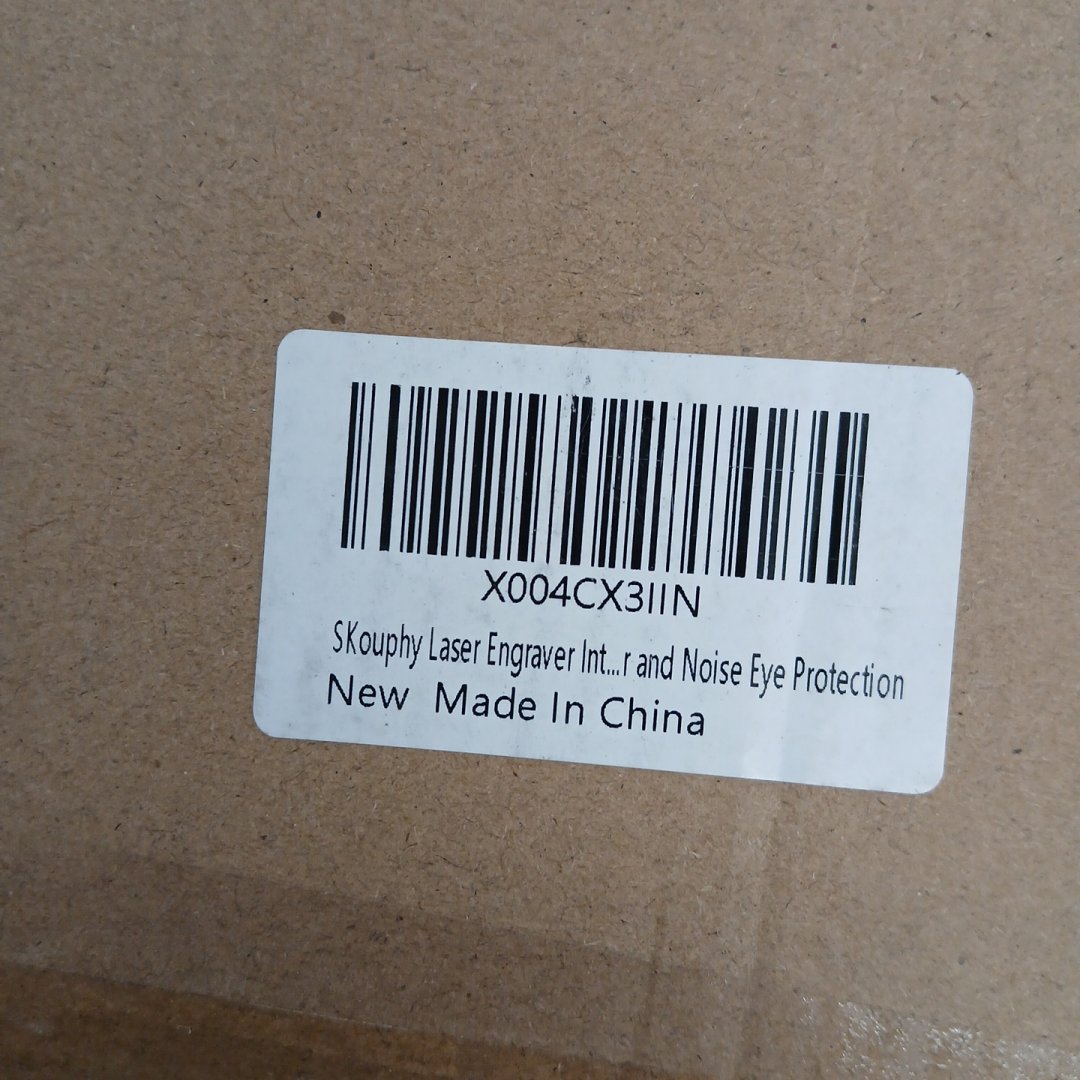 X004CX3IIN
SKouphy Laser Engraver Int...r and Noise Eye Protection
New Made In China